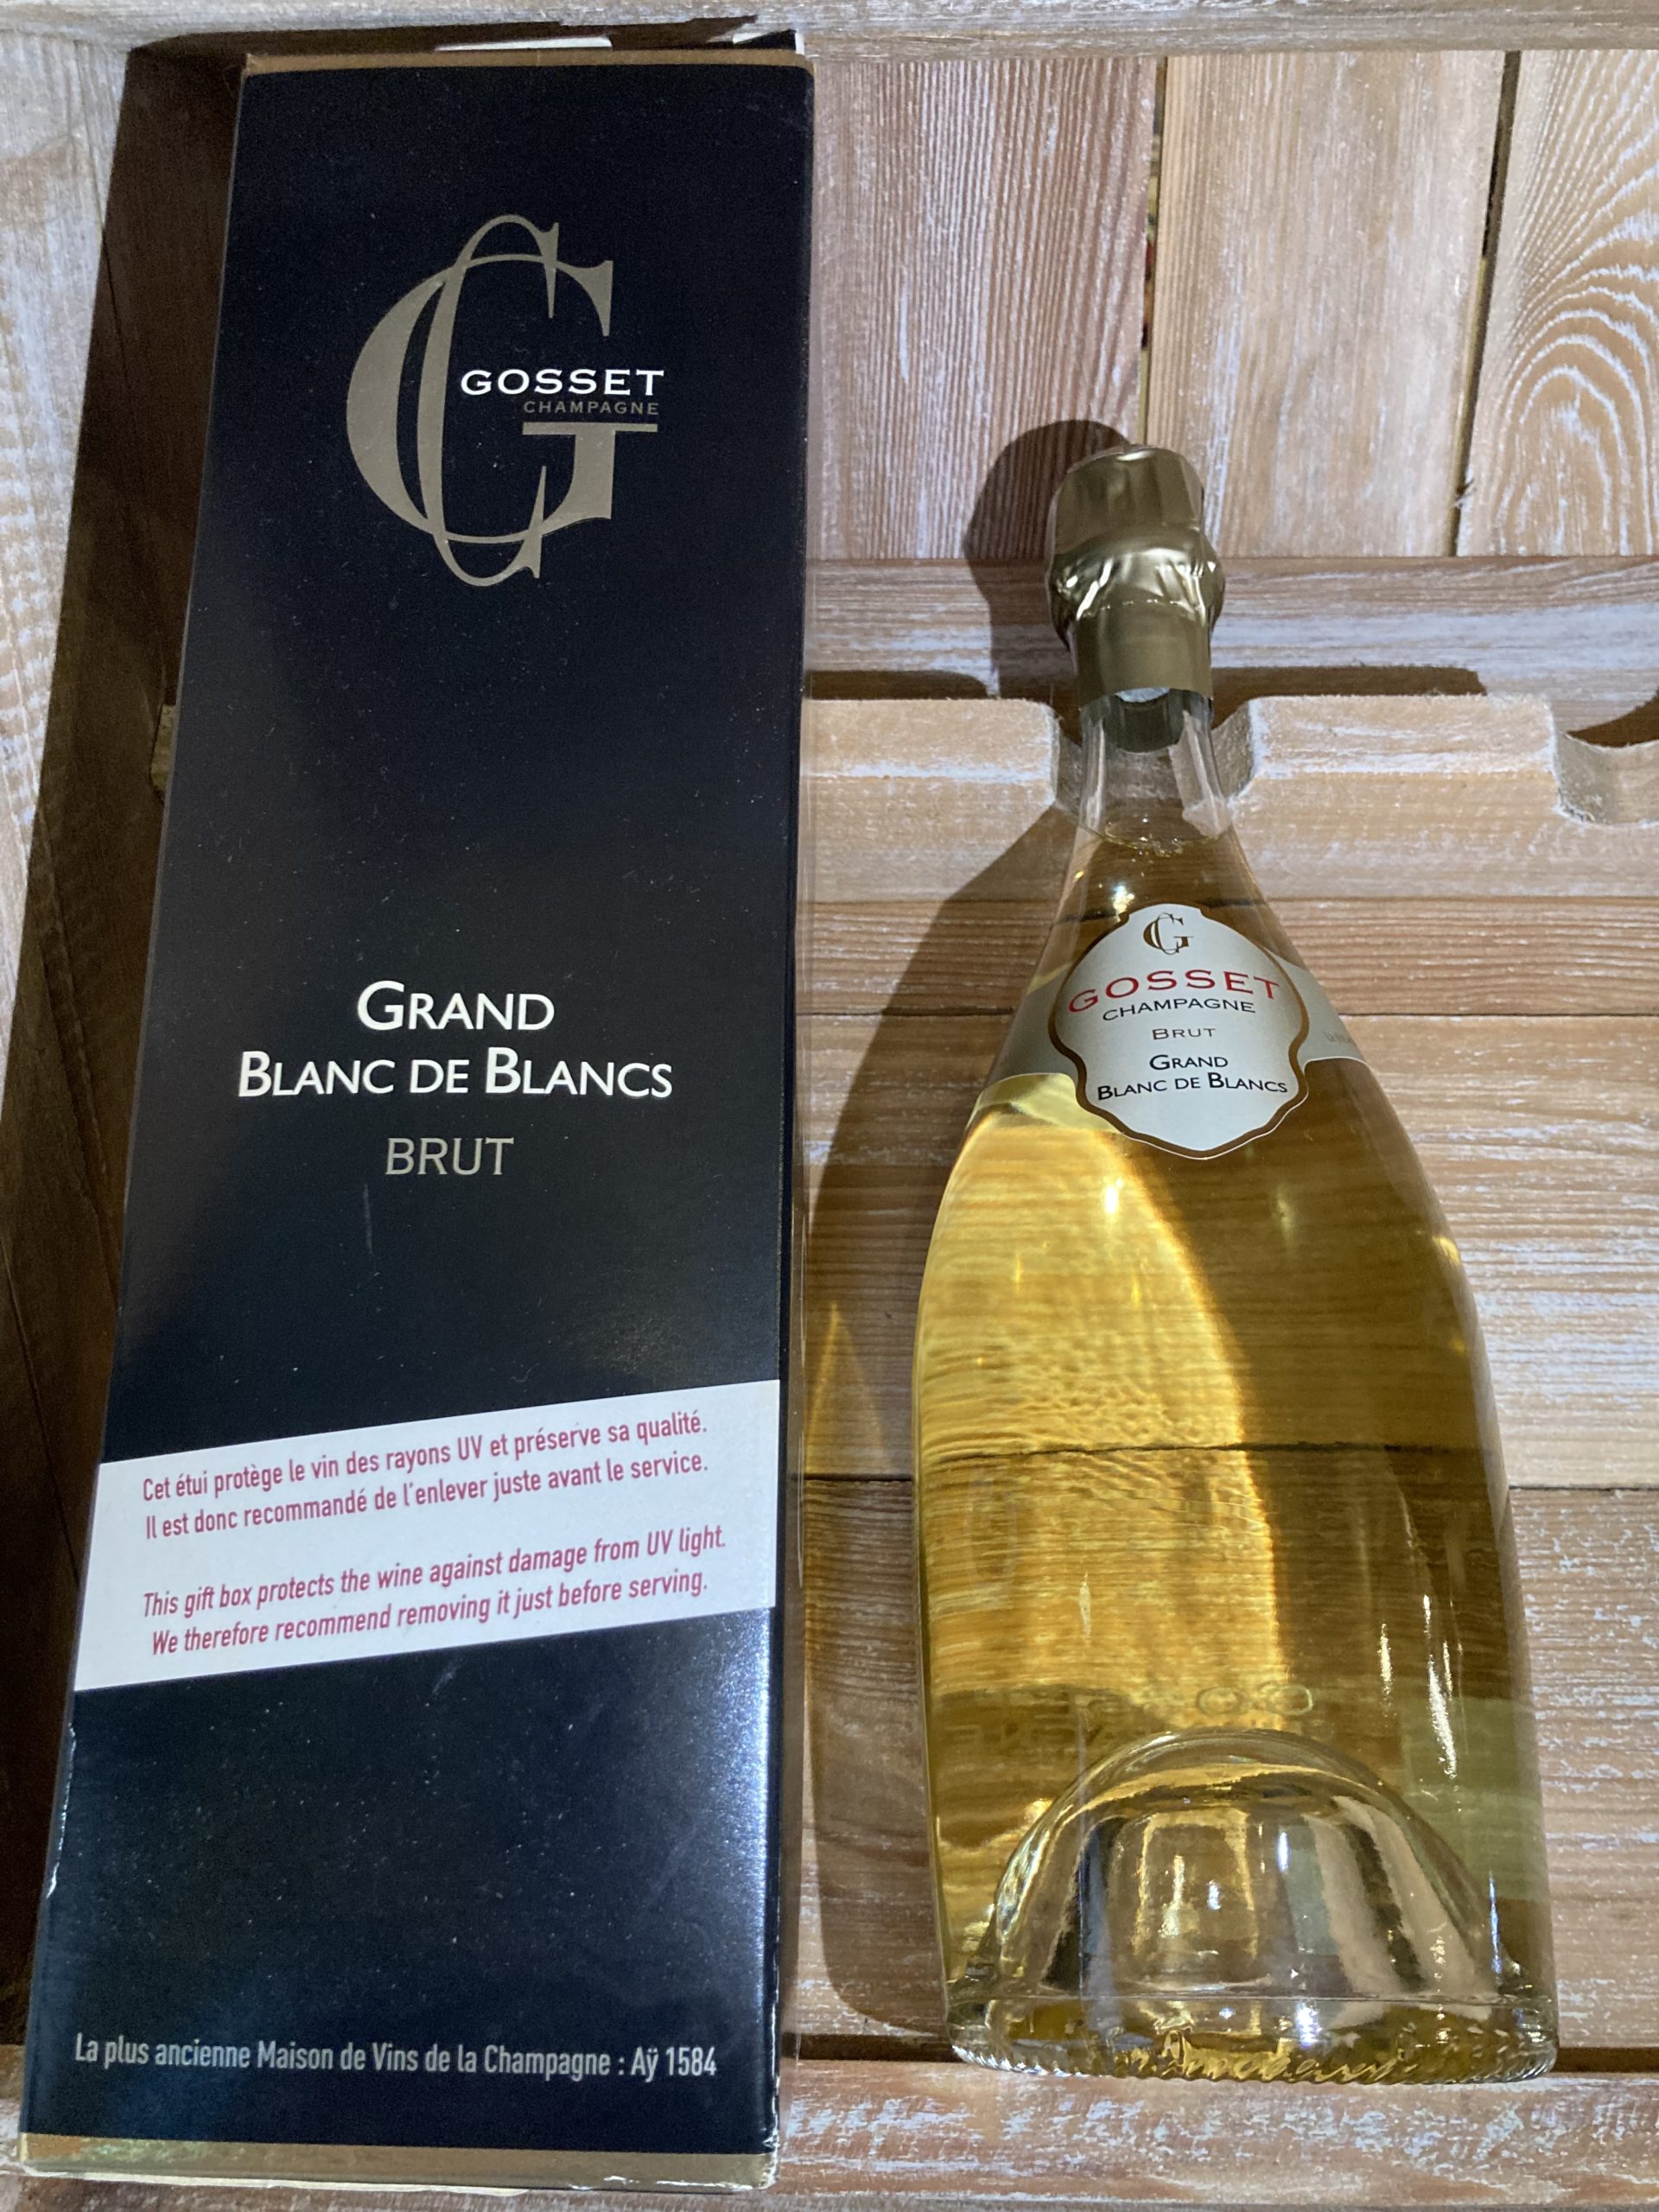 G
GOSSET
CHAMPAGNE
GRAND
BLANC DE BLANCS
BRUT
Cet étui protège le vin des rayons UV et préserve sa qualité.
Il est donc recommandé de l'enlever juste avant le service.
This gift box protects the wine against damage from UV light.
We therefore recommend removing it just before serving.
La plus ancienne Maison de Vins de la Champagne : Aÿ 1584
G
GOSSET
CHAMPAGNE
BRUT
GRAND
BLANC DE BLANCS